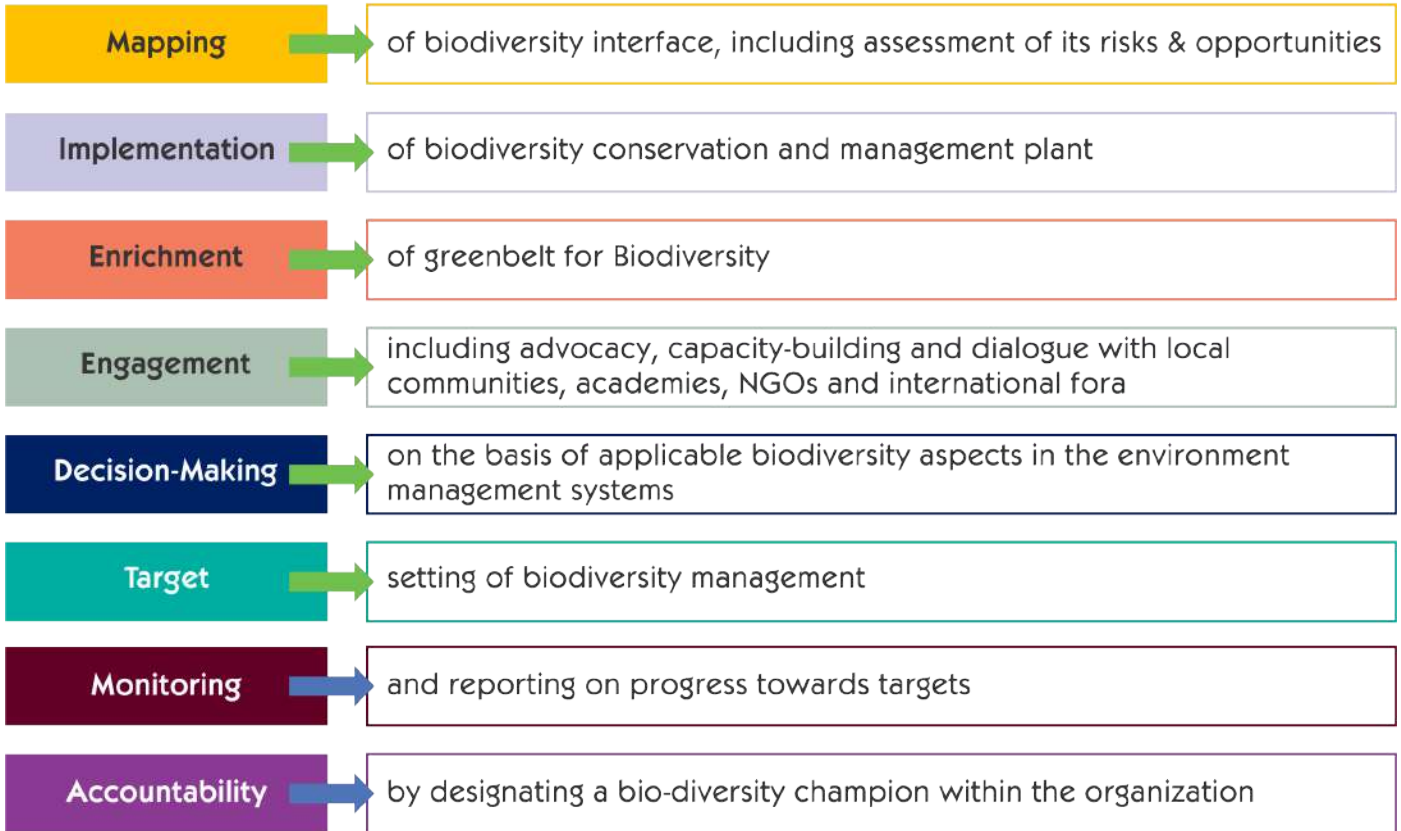 Mapping
of biodiversity interface, including assessment of its risks & opportunities
Implementation
of biodiversity conservation and management plant
Enrichment
of greenbelt for Biodiversity
Engagement
including advocacy, capacity-building and dialogue with local
communities, academies, NGOs and international fora
Decision-Making
on the basis of applicable biodiversity aspects in the environment
management systems
Target
setting of biodiversity management
Monitoring
and reporting on progress towards targets
Accountability
by designating a bio-diversity champion within the organization